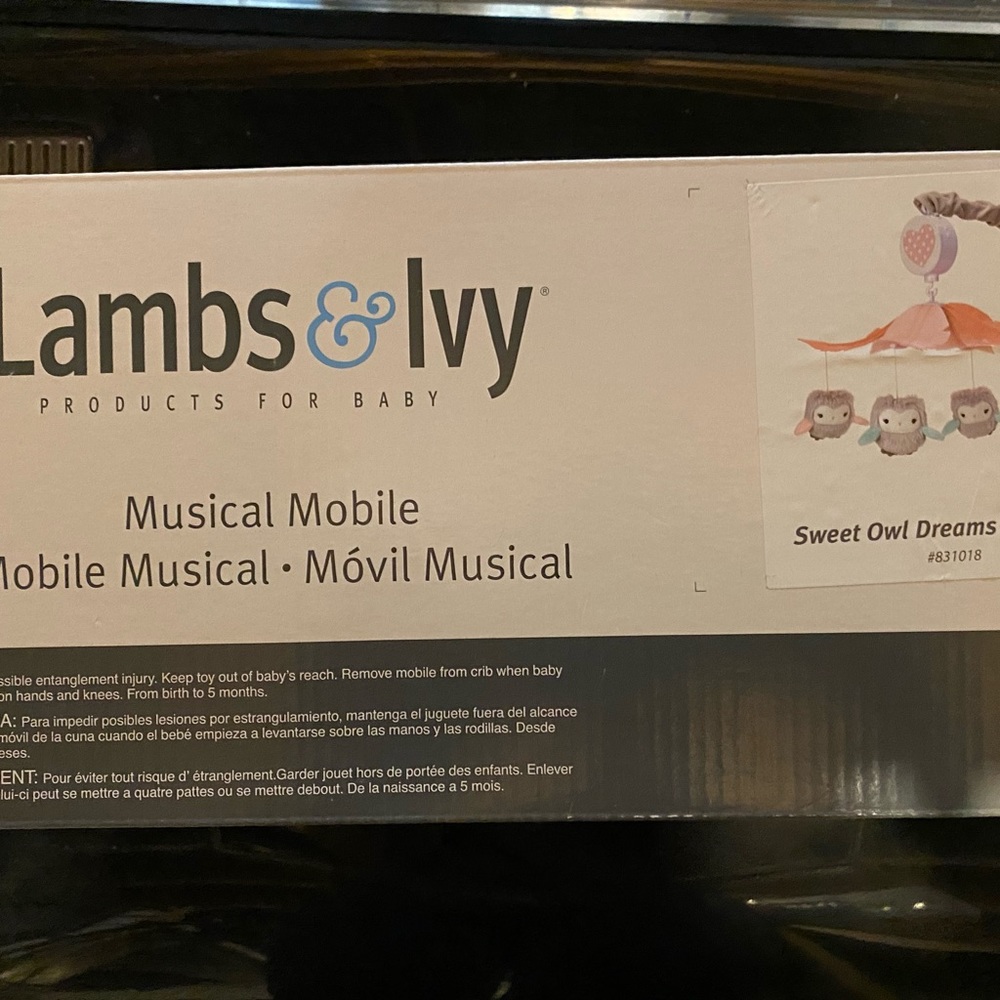 Lambs & Ivy®
PRODUCTS FOR BABY
Musical Mobile
Mobile Musical • Móvil Musical
Sweet Owl Dreams
#831018
entanglement injury. Keep toy out of baby's reach. Remove mobile from crib when baby
on hands and knees. From birth to 5 months.
Para impedir posibles lesiones por estrangulamiento, mantenga el juguete fuera del alcance
móvil de la cuna cuando el bebé empieza a levantarse sobre las manos y las rodillas. Desde
Pour éviter tout risque d' étranglement.Garder jouet hors de portée des enfants. Enlever
lui-ci peut se mettre a quatre pattes ou se mettre debout. De la naissance a 5 mois.